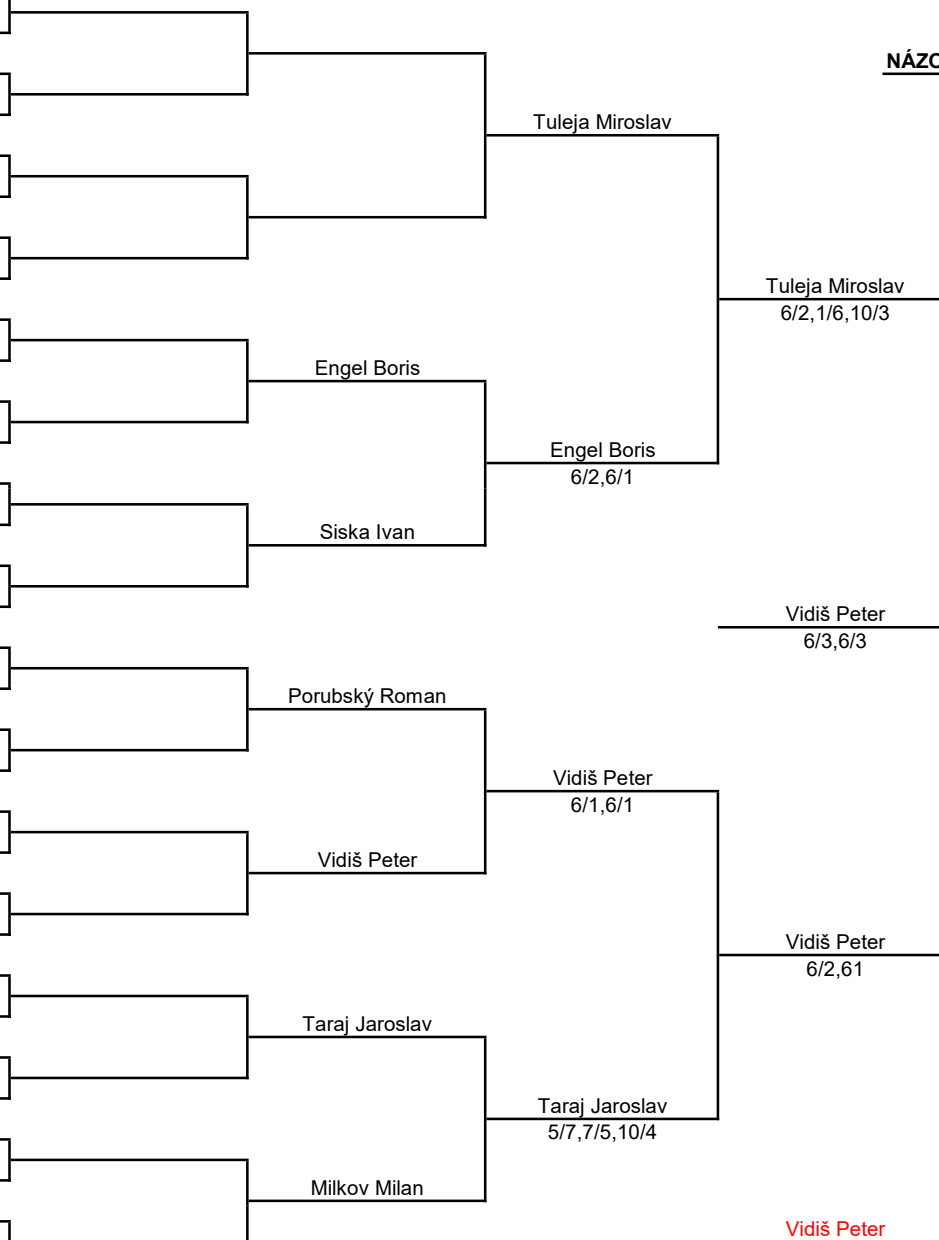 NÁZO
Tuleja Miroslav
Tuleja Miroslav
6/2,1/6,10/3
Engel Boris
Engel Boris
6/2,6/1
Siska Ivan
Vidiš Peter
6/3,6/3
Porubský Roman
Vidiš Peter
6/1,6/1
Vidiš Peter
Vidiš Peter
6/2,61
Taraj Jaroslav
Taraj Jaroslav
5/7,7/5,10/4
Milkov Milan
Vidiš Peter